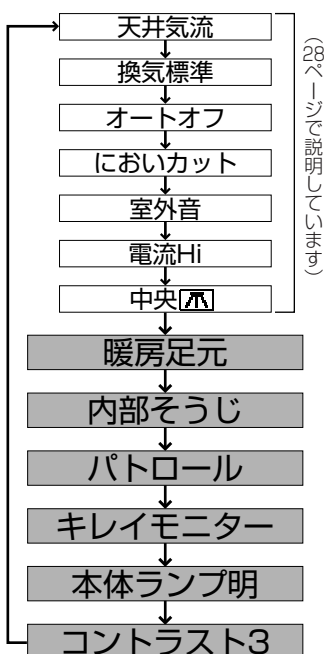 天井気流
換気標準
オートオフ
においカット
室外音
電流Hi
中央
(28ページで説明しています)
暖房足元
内部そうじ
パトロール
キレイモニター
本体ランプ明
コントラスト3